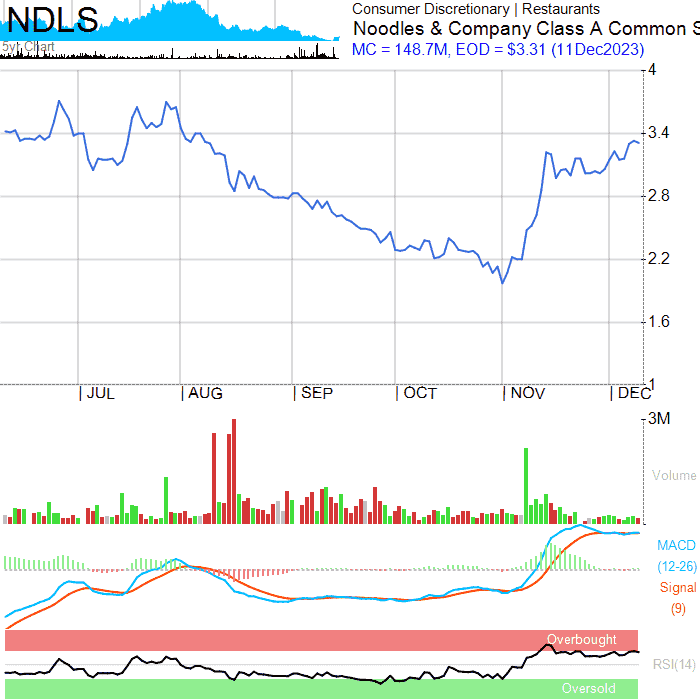 NDLS
5yr Chart
Consumer Discretionary | Restaurants
Noodles & Company Class A Common S
MC = 148.7M, EOD = $3.31 (11Dec2023)
4
3.4
2.8
2.2
1.6
1
| JUL | AUG | SEP | OCT | NOV | DEC
3M
Volume
MACD
(12-26)
Signal
(9)
Overbought
RSI(14)
Oversold